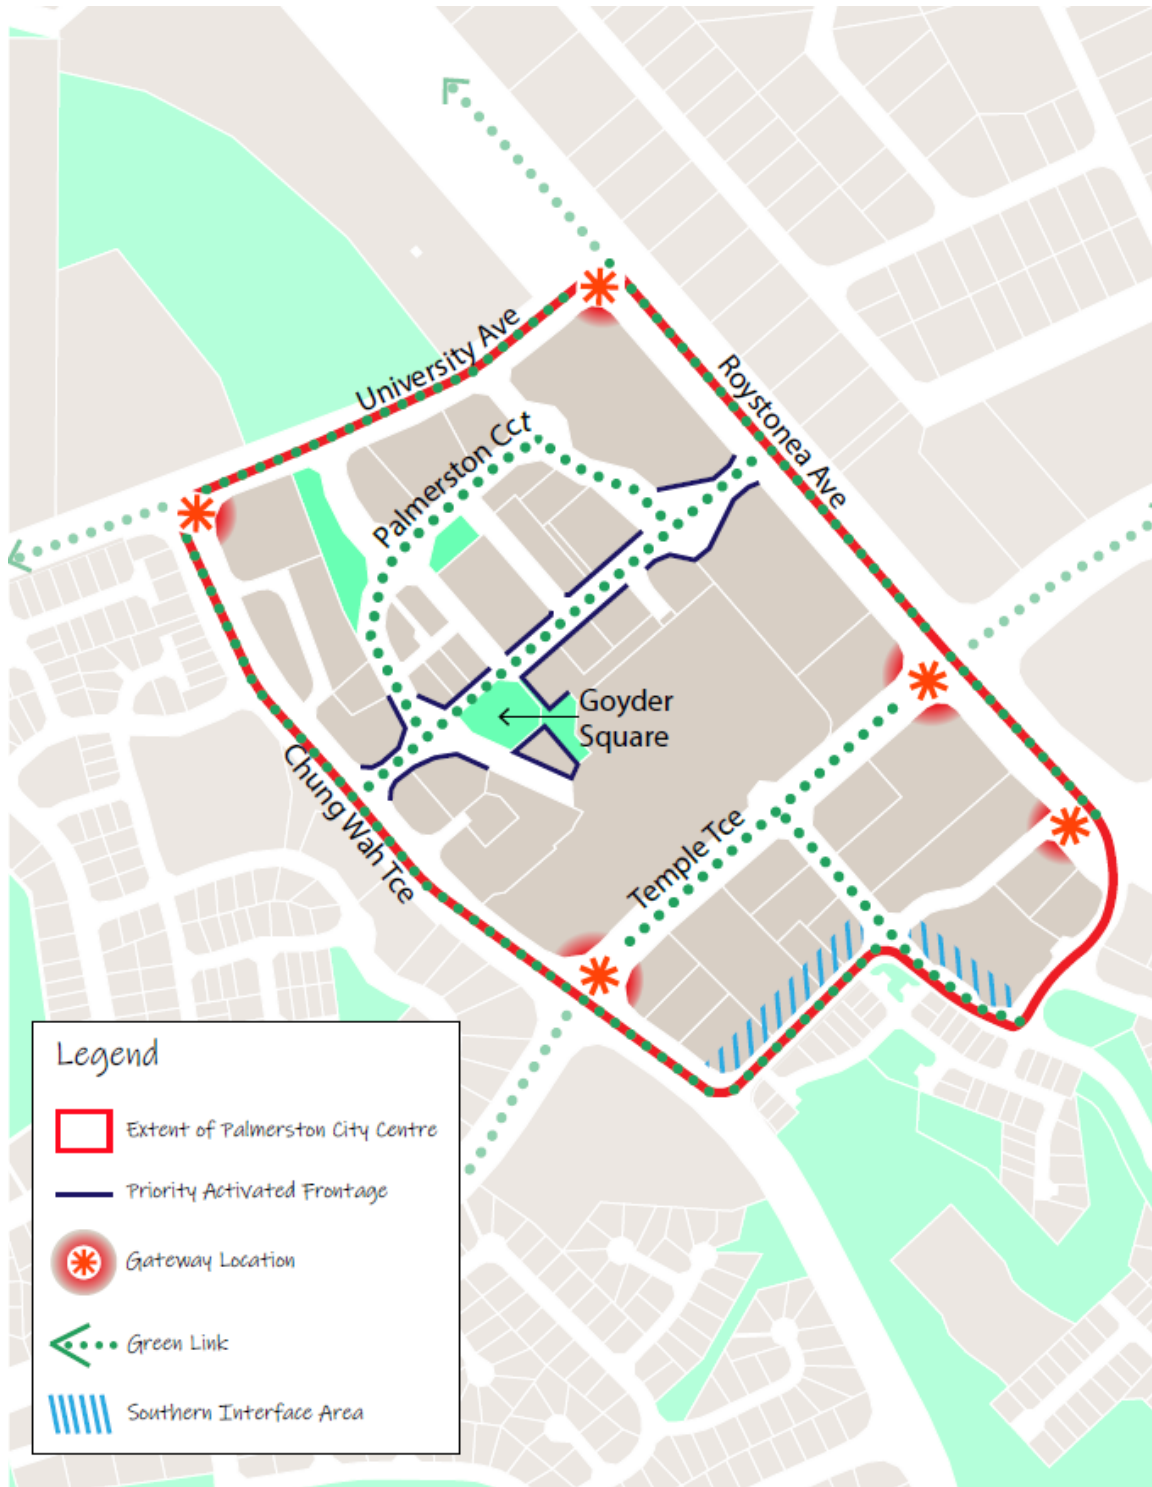 University Ave
Roystonea Ave
Palmerston Cct
Goyder
Square
Chung Wah Tce
Temple Tce
Legend
Extent of Palmerston City Centre
Priority Activated Frontage
Gateway Location
Green Link
Southern Interface Area